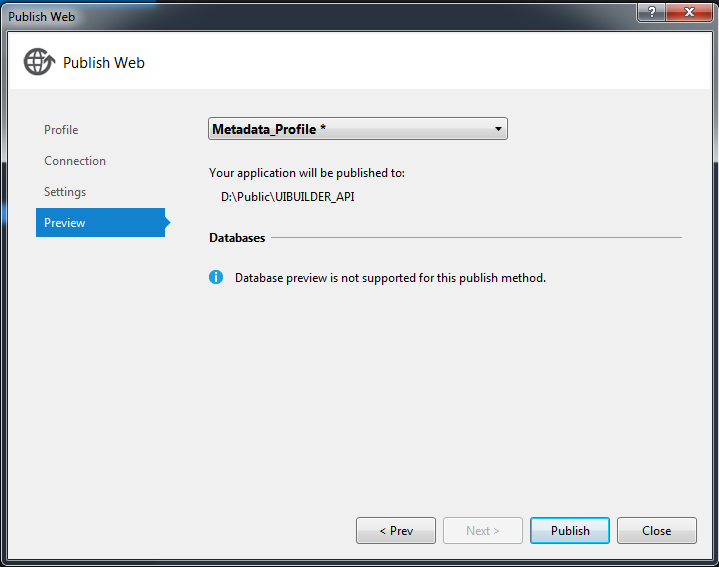 Publish Web
?
Publish Web
Profile
Connection
Settings
Preview
Metadata_Profile *
Your application will be published to:
D:\Public\UIBUILDER_API
Databases
Database preview is not supported for this publish method.
< Prev
Next >
Publish
Close